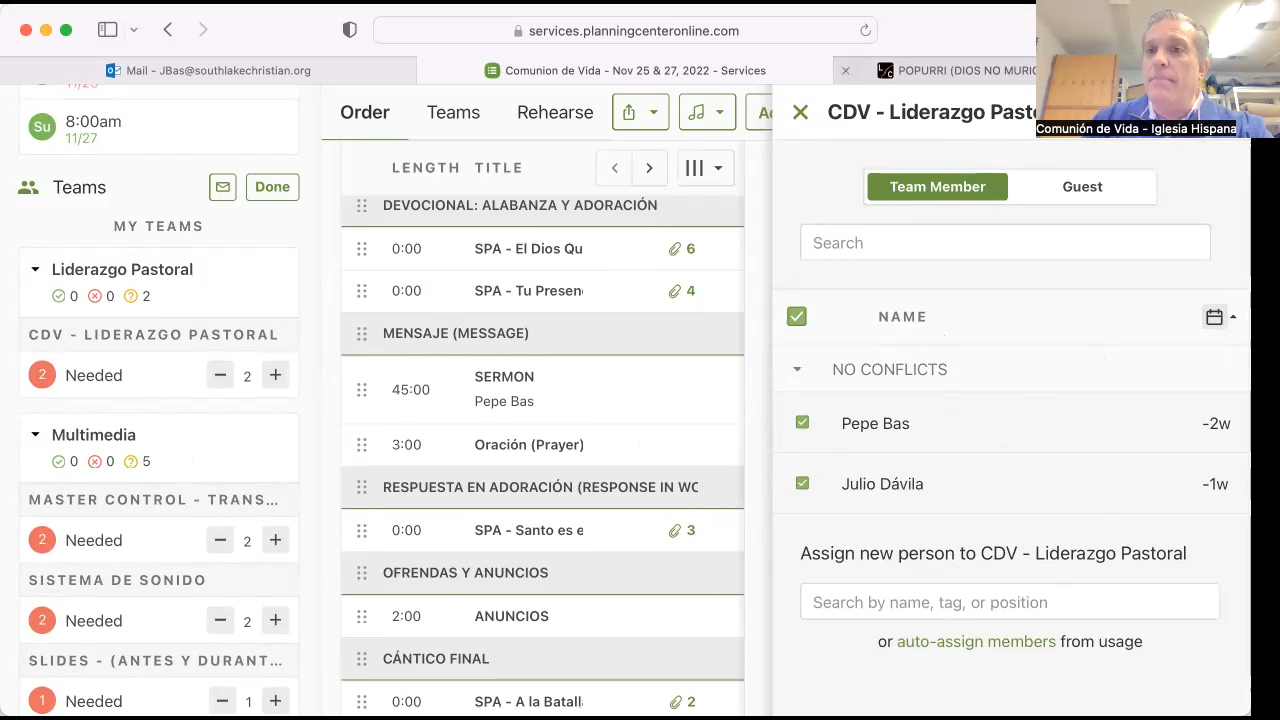 services.planningcenteronline.com
Mail - JBas@southlakechristian.org
Comunion de Vida - Nov 25 & 27, 2022 - Services
POPURRI (DIOS NO MURIO
Comunión de Vida - Iglesia Hispana
11/25
Su
8:00am
11/27
Teams
Done
MY TEAMS
Liderazgo Pastoral
0 0 2
CDV - LIDERAZGO PASTORAL
2 Needed 2
Multimedia
0 0 5
MASTER CONTROL - TRANS...
2 Needed 2
SISTEMA DE SONIDO
2 Needed 2
SLIDES - (ANTES Y DURANT...
1 Needed 1
Order Teams Rehearse
LENGTH TITLE
DEVOCIONAL: ALABANZA Y ADORACIÓN
0:00 SPA - El Dios Qu 6
0:00 SPA - Tu Presen 4
MENSAJE (MESSAGE)
45:00 SERMON
Pepe Bas
3:00 Oración (Prayer)
RESPUESTA EN ADORACIÓN (RESPONSE IN WO
0:00 SPA - Santo es e 3
OFRENDAS Y ANUNCIOS
2:00 ANUNCIOS
CÁNTICO FINAL
0:00 SPA - A la Batall 2
CDV - Liderazgo Pasto
Team Member Guest
Search
NAME
NO CONFLICTS
Pepe Bas -2w
Julio Dávila -1w
Assign new person to CDV - Liderazgo Pastoral
Search by name, tag, or position
or auto-assign members from usage